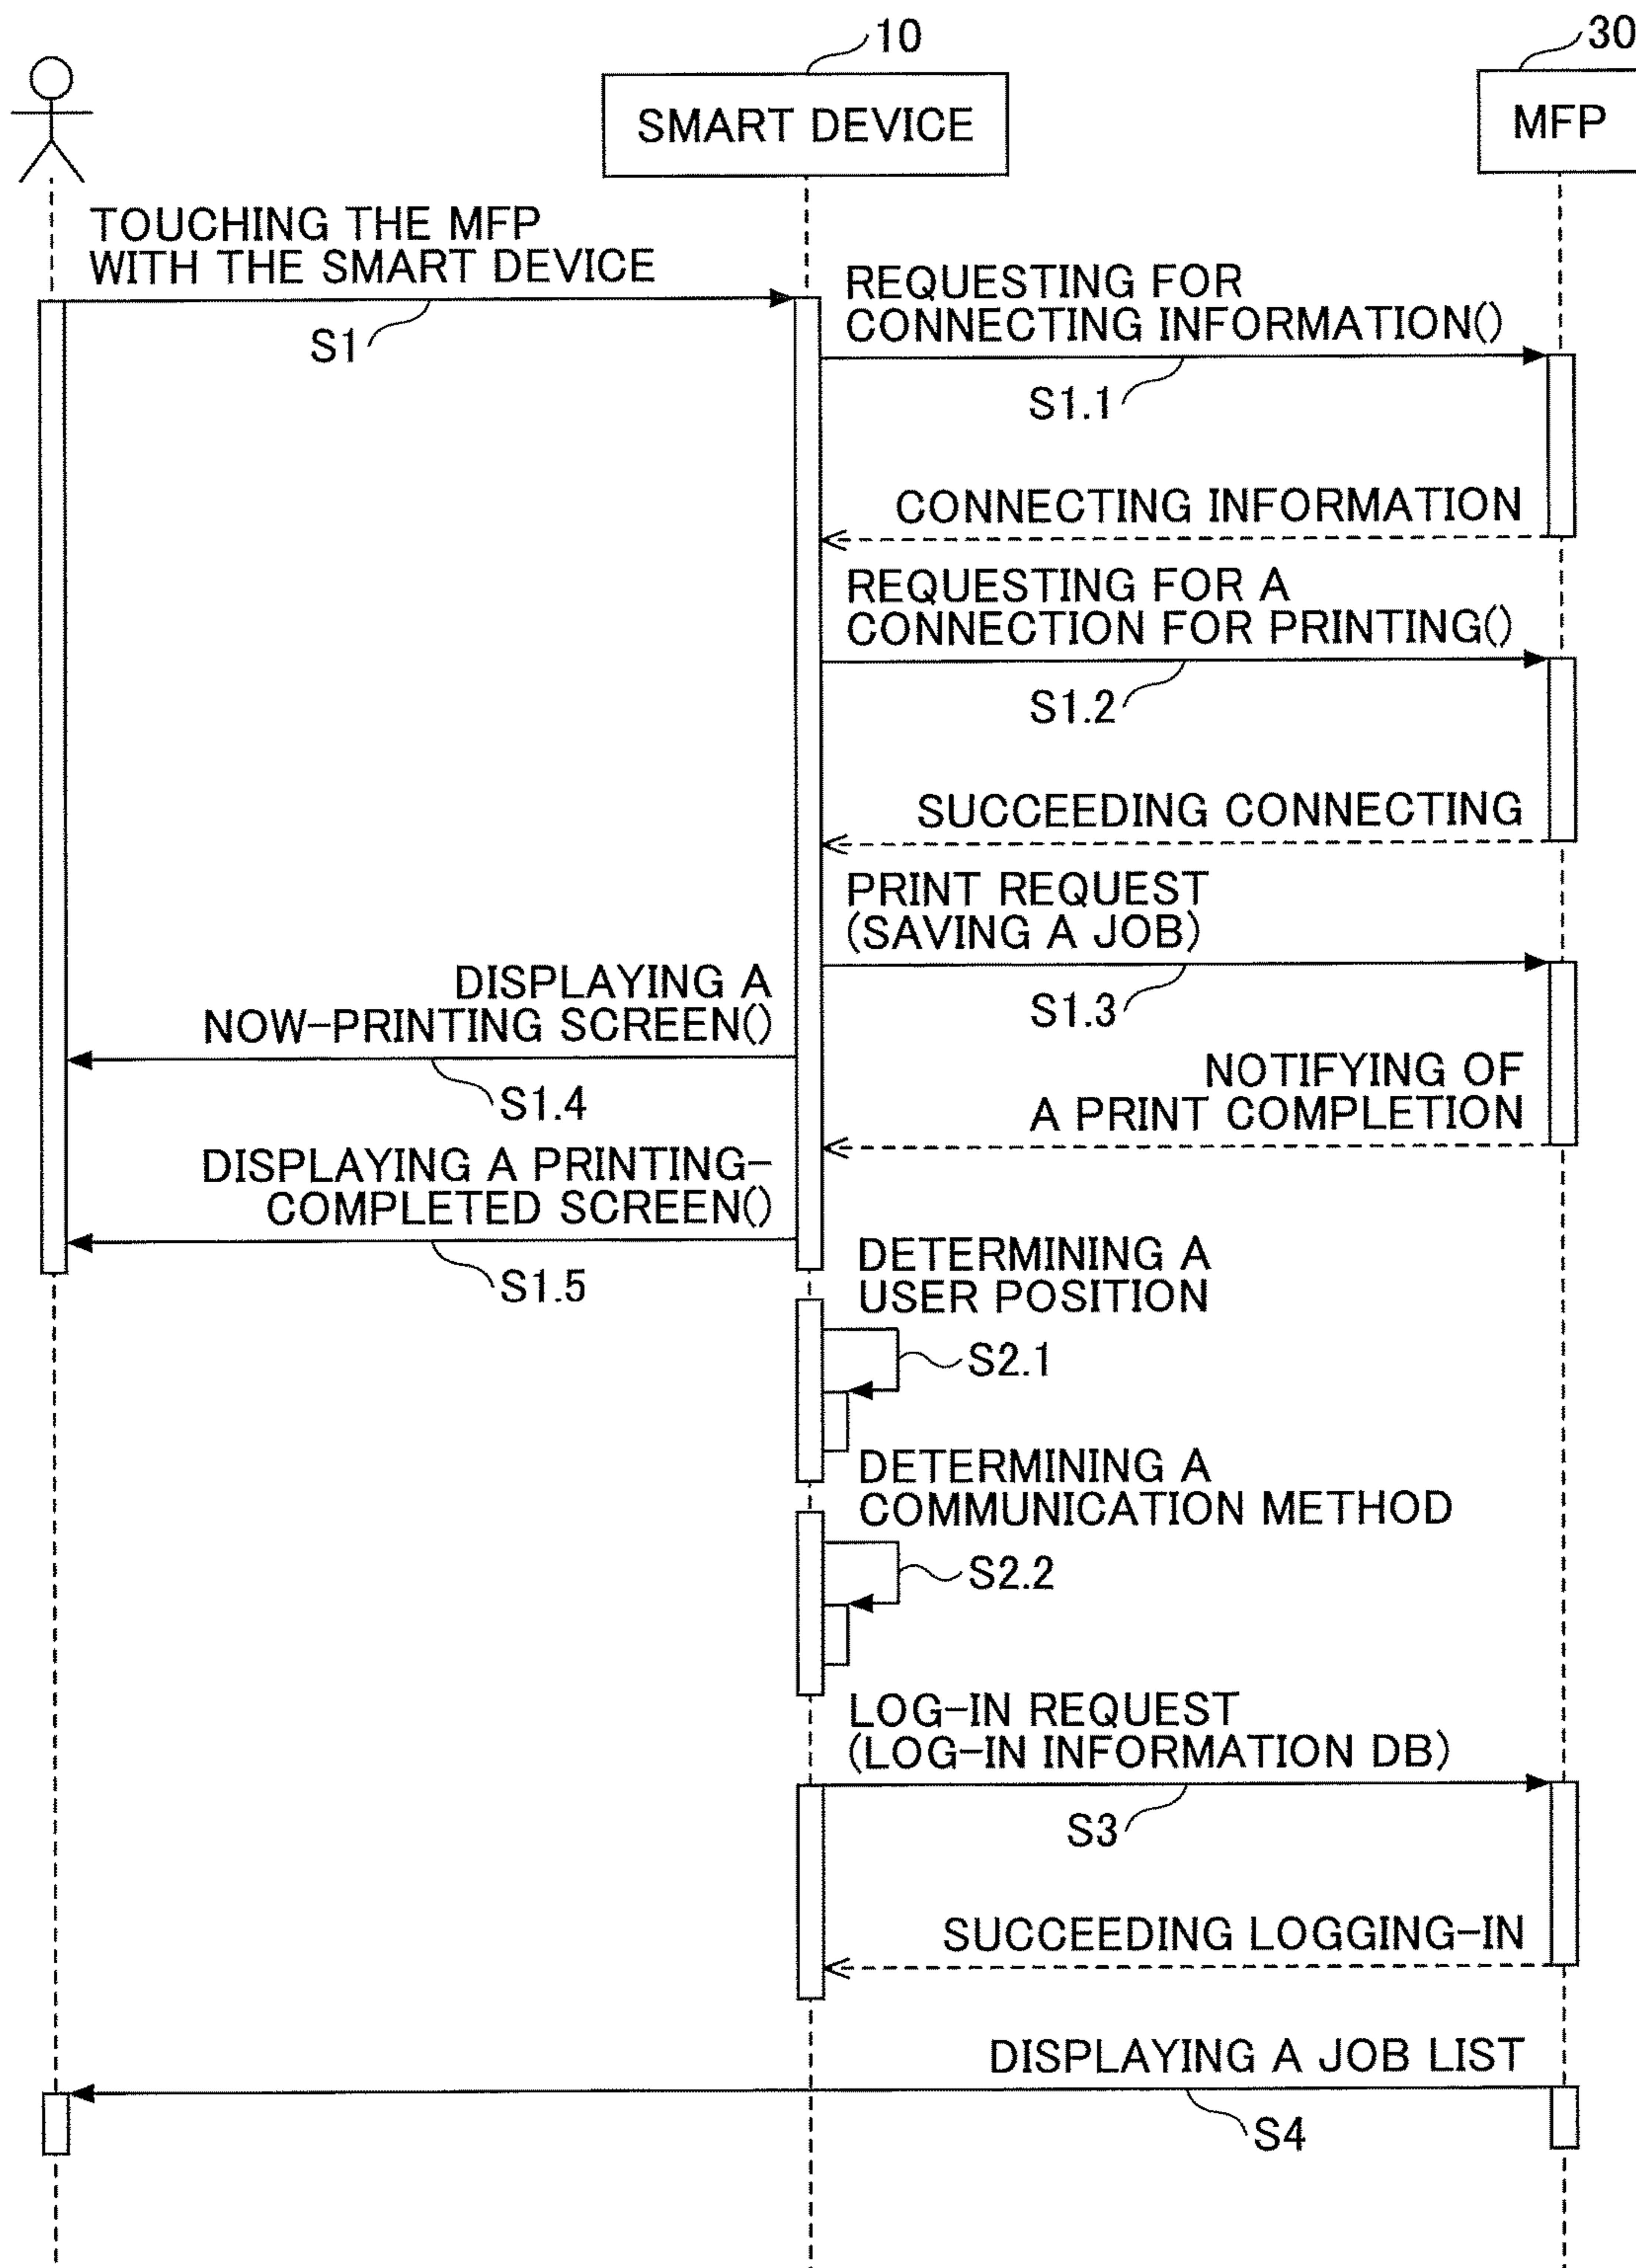 10
30
SMART DEVICE
MFP
TOUCHING THE MFP
WITH THE SMART DEVICE
S1
REQUESTING FOR
CONNECTING INFORMATION()
S1.1
CONNECTING INFORMATION
REQUESTING FOR A
CONNECTION FOR PRINTING()
S1.2
SUCCEEDING CONNECTING
PRINT REQUEST
(SAVING A JOB)
S1.3
DISPLAYING A
NOW-PRINTING SCREEN()
S1.4
NOTIFYING OF
A PRINT COMPLETION
DISPLAYING A PRINTING-
COMPLETED SCREEN()
S1.5
DETERMINING A
USER POSITION
S2.1
DETERMINING A
COMMUNICATION METHOD
S2.2
LOG-IN REQUEST
(LOG-IN INFORMATION DB)
S3
SUCCEEDING LOGGING-IN
DISPLAYING A JOB LIST
S4